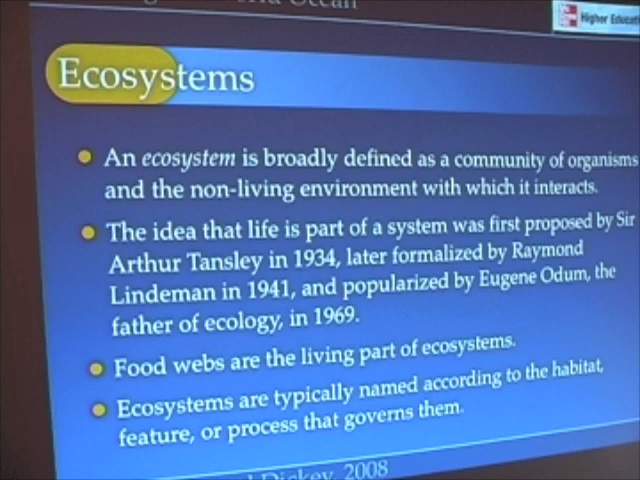 Ocean
Higher Educati
Ecosystems
An ecosystem is broadly defined as a community of organisms
and the non-living environment with which it interacts.
The idea that life is part of a system was first proposed by Sir
Arthur Tansley in 1934, later formalized by Raymond
Lindeman in 1941, and popularized by Eugene Odum, the
father of ecology, in 1969.
Food webs are the living part of ecosystems.
Ecosystems are typically named according to the habitat,
feature, or process that governs them.
Dickey, 2008